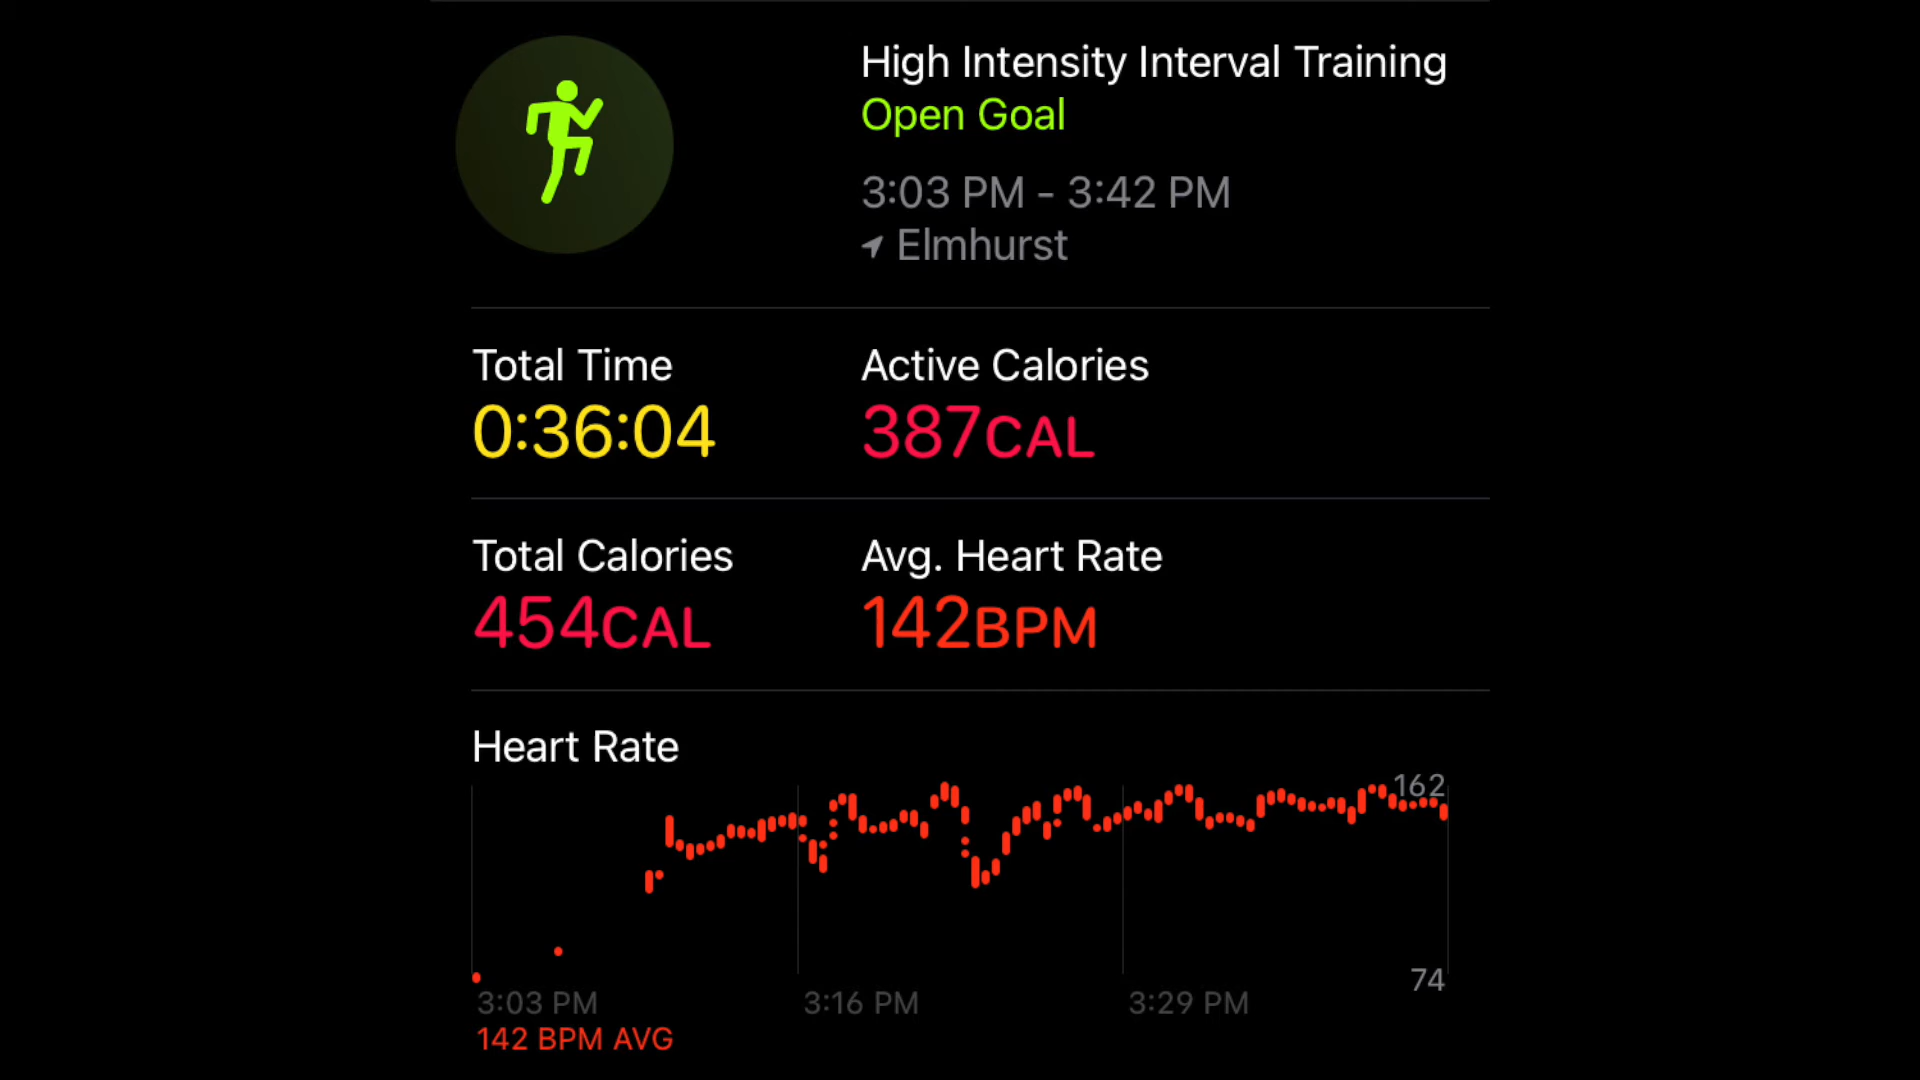 High Intensity Interval Training
Open Goal
3:03 PM - 3:42 PM
Elmhurst
Total Time
0:36:04
Active Calories
387CAL
Total Calories
454CAL
Avg. Heart Rate
142BPM
Heart Rate
162
74
3:03 PM
3:16 PM
3:29 PM
142 BPM AVG